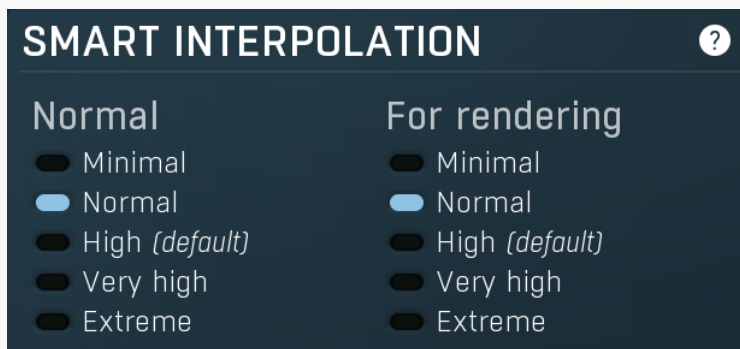 SMART INTERPOLATION ?
Normal
Minimal
Normal
High (default)
Very high
Extreme
For rendering
Minimal
Normal
High (default)
Very high
Extreme